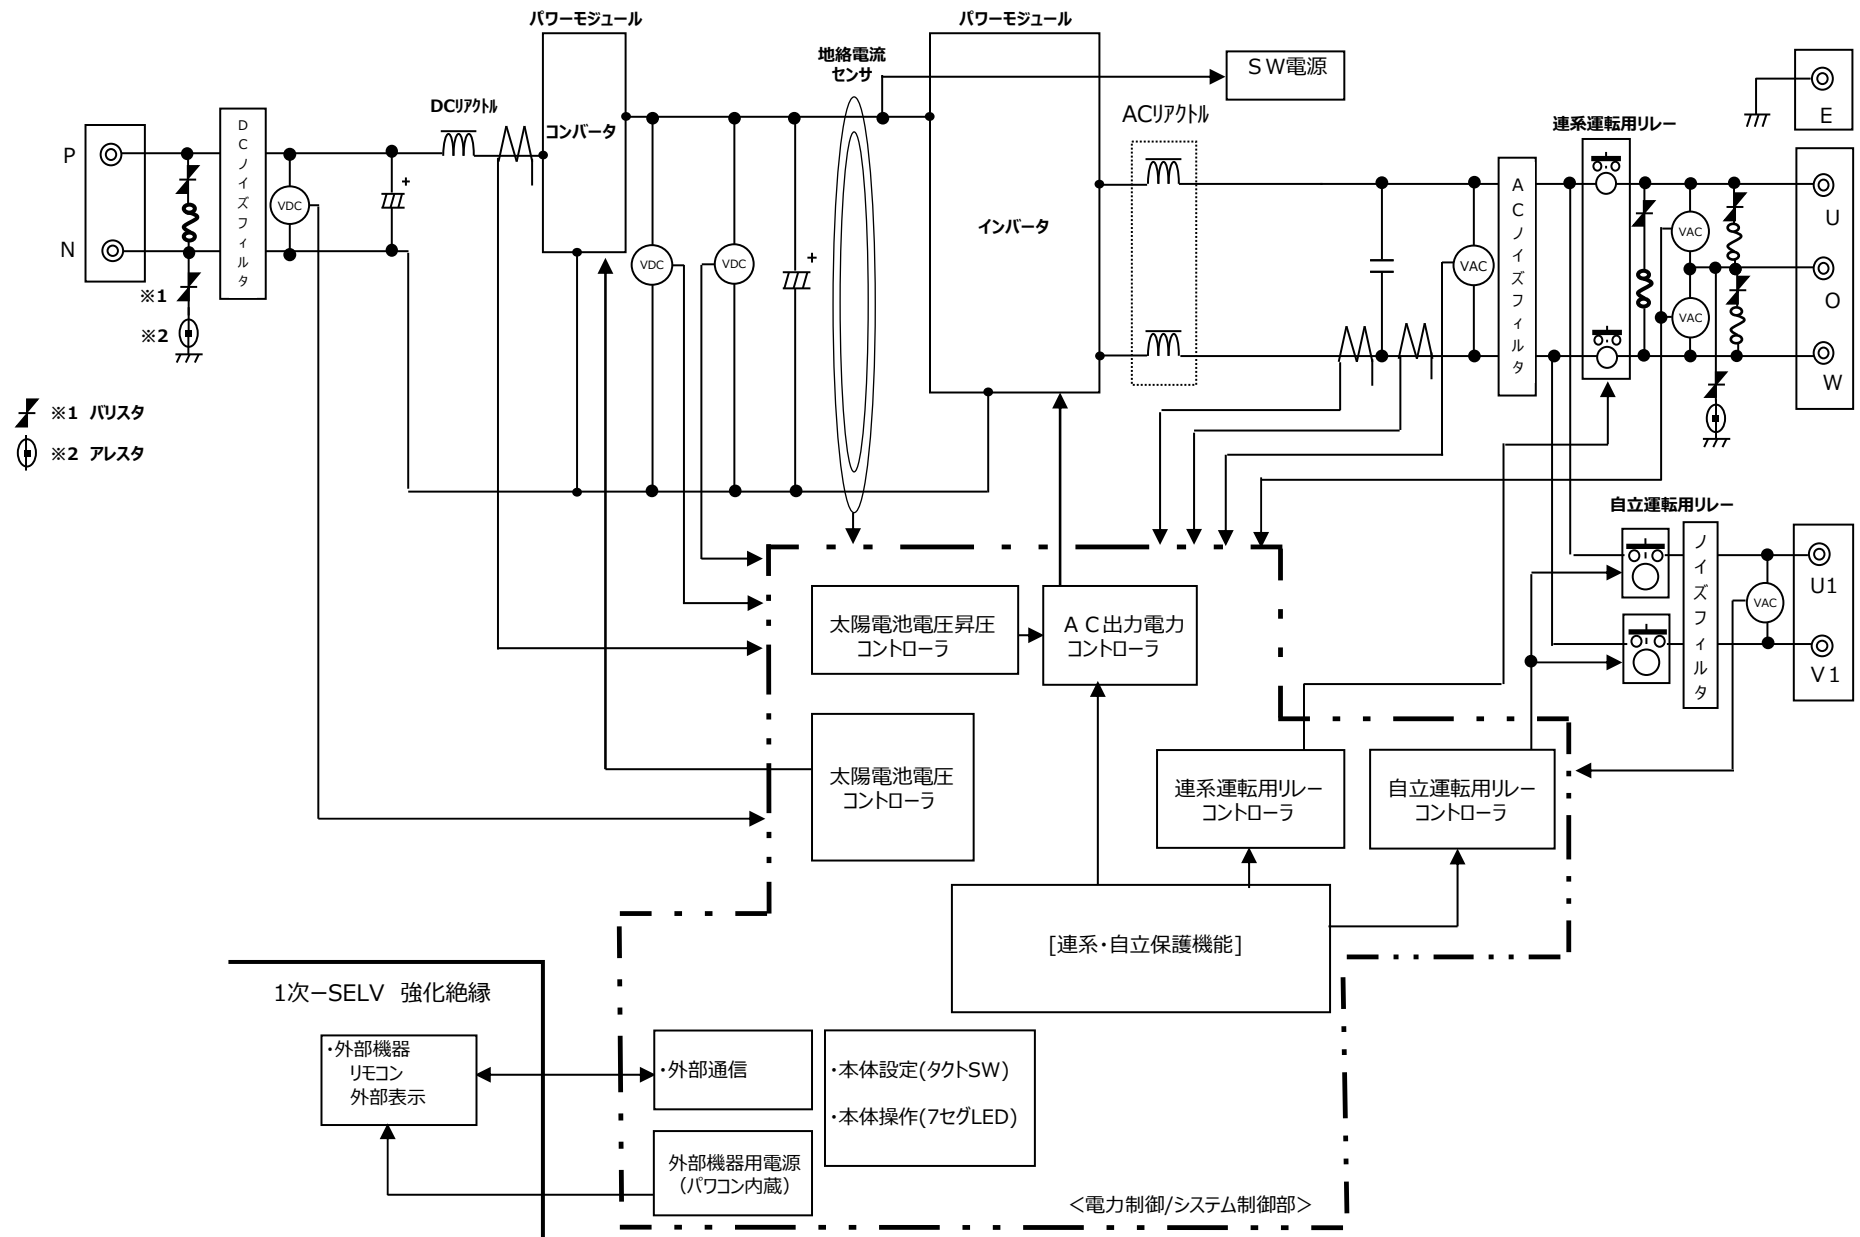 パワーモジュール
パワーモジュール
地絡電流
センサ
SW電源
DCリアクトル
ACリアクトル
連系運転用リレー
E
P
N
DCノイズフィルタ
VDC
+
コンバータ
VDC
VDC
+
インバータ
VAC
ACノイズフィルタ
VAC
VAC
U
O
W
※1
※2
※1 バリスタ
※2 アレスタ
自立運転用リレー
ノイズフィルタ
VAC
U1
V1
太陽電池電圧昇圧
コントローラ
AC出力電力
コントローラ
太陽電池電圧
コントローラ
連系運転用リレー
コントローラ
自立運転用リレー
コントローラ
[連系・自立保護機能]
1次−SELV 強化絶縁
・外部機器
リモコン
外部表示
・外部通信
・本体設定(タクトSW)
・本体操作(7セグLED)
外部機器用電源
(パワコン内蔵)
＜電力制御/システム制御部＞